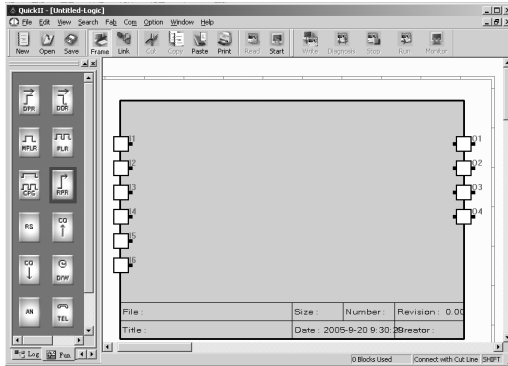 QuickII - [Untitled-Logic]
File Edit View Search Fab Com Option Window Help
New Open Save Frame Link Cut Copy Paste Print Read Start Write Diagnosis Stop Run Monitor
DPR DDR
MPLR PLR
CPG RPR
RS CQ
CQ D/W
AN TEL
I1
I2
I3
I4
I5
I6
O1
O2
O3
O4
File : Size : Number : Revision : 0.00
Title : Date : 2005-9-20 9:30:2 Creator :
Log Fun
0 Blocks Used Connect with Cut Line SHIFT